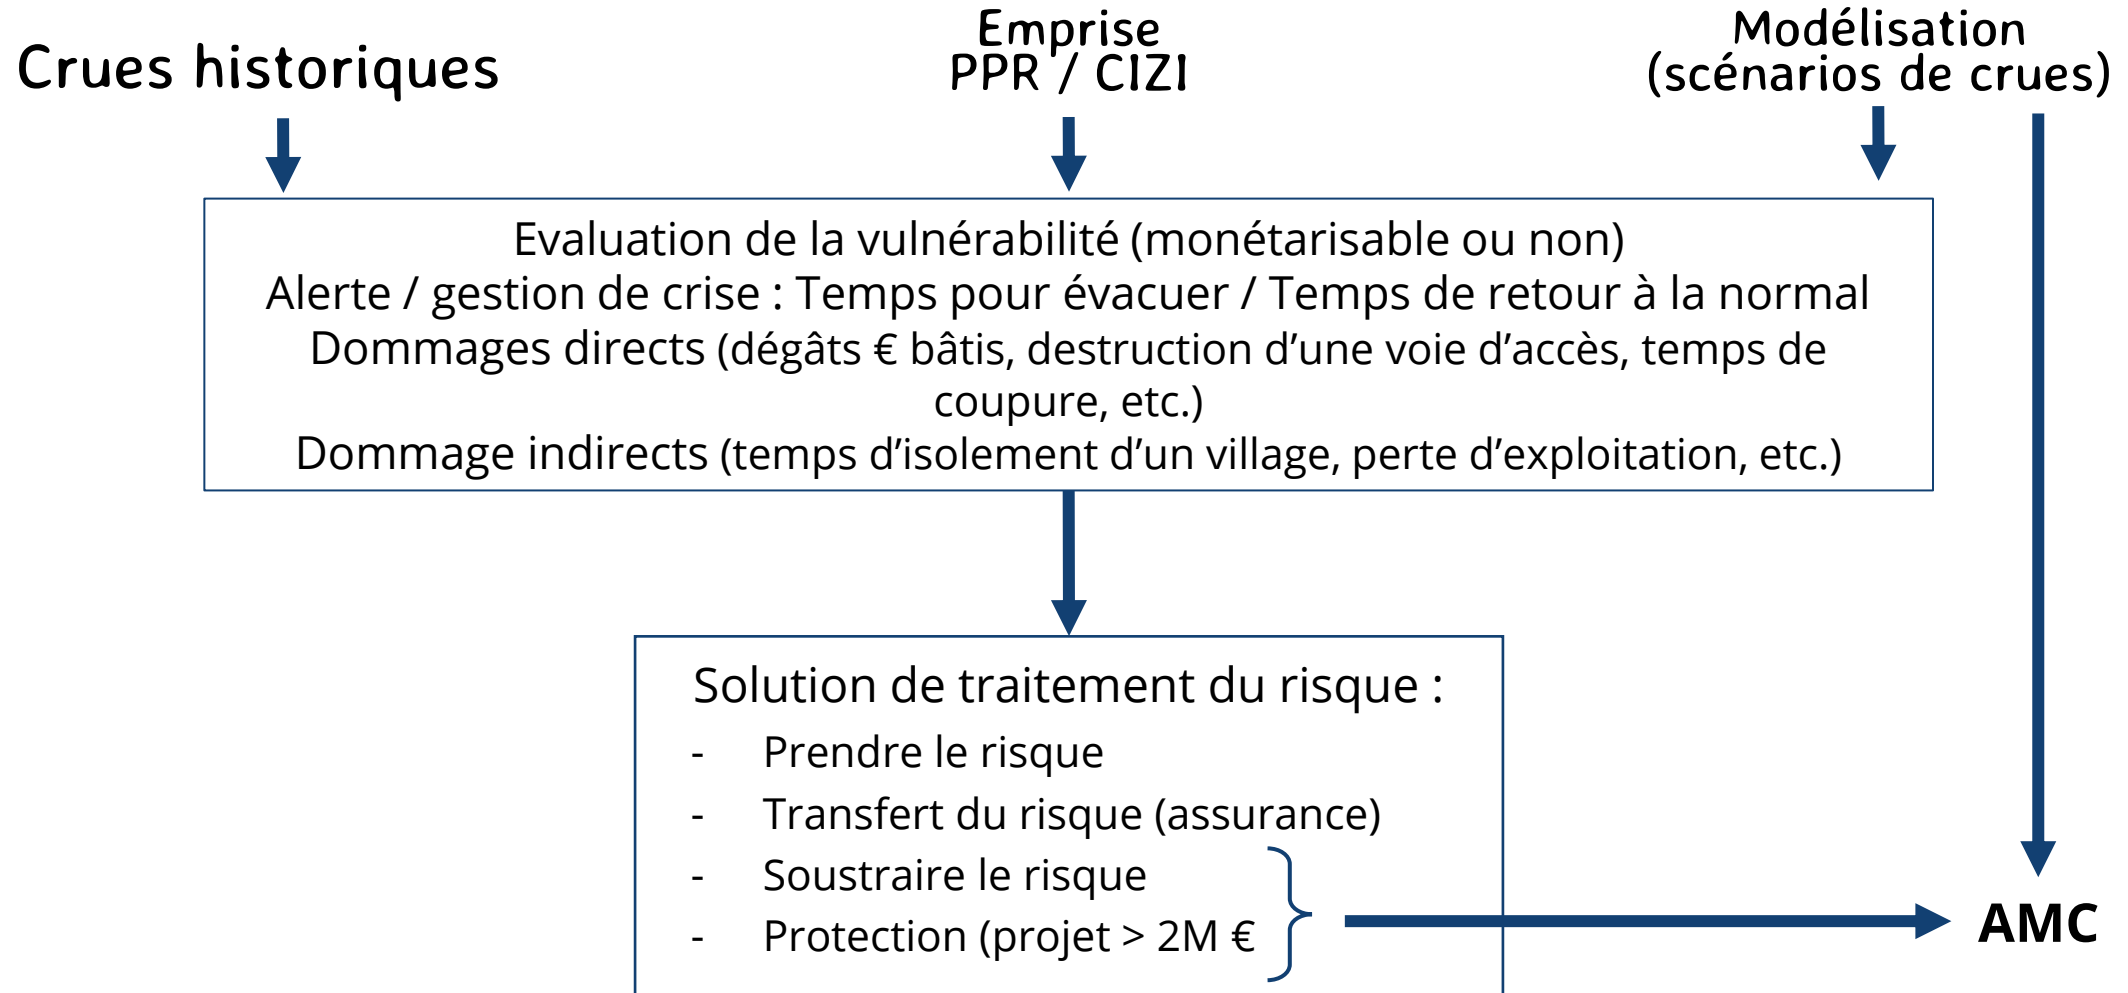 Crues historiques
Emprise
PPR / CIZI
Modélisation
(scénarios de crues)
Evaluation de la vulnérabilité (monétarisable ou non)
Alerte / gestion de crise : Temps pour évacuer / Temps de retour à la normal
Dommages directs (dégâts € bâtis, destruction d’une voie d’accès, temps de
coupure, etc.)
Dommage indirects (temps d’isolement d’un village, perte d’exploitation, etc.)
Solution de traitement du risque :
- Prendre le risque
- Transfert du risque (assurance)
- Soustraire le risque
- Protection (projet > 2M €
AMC